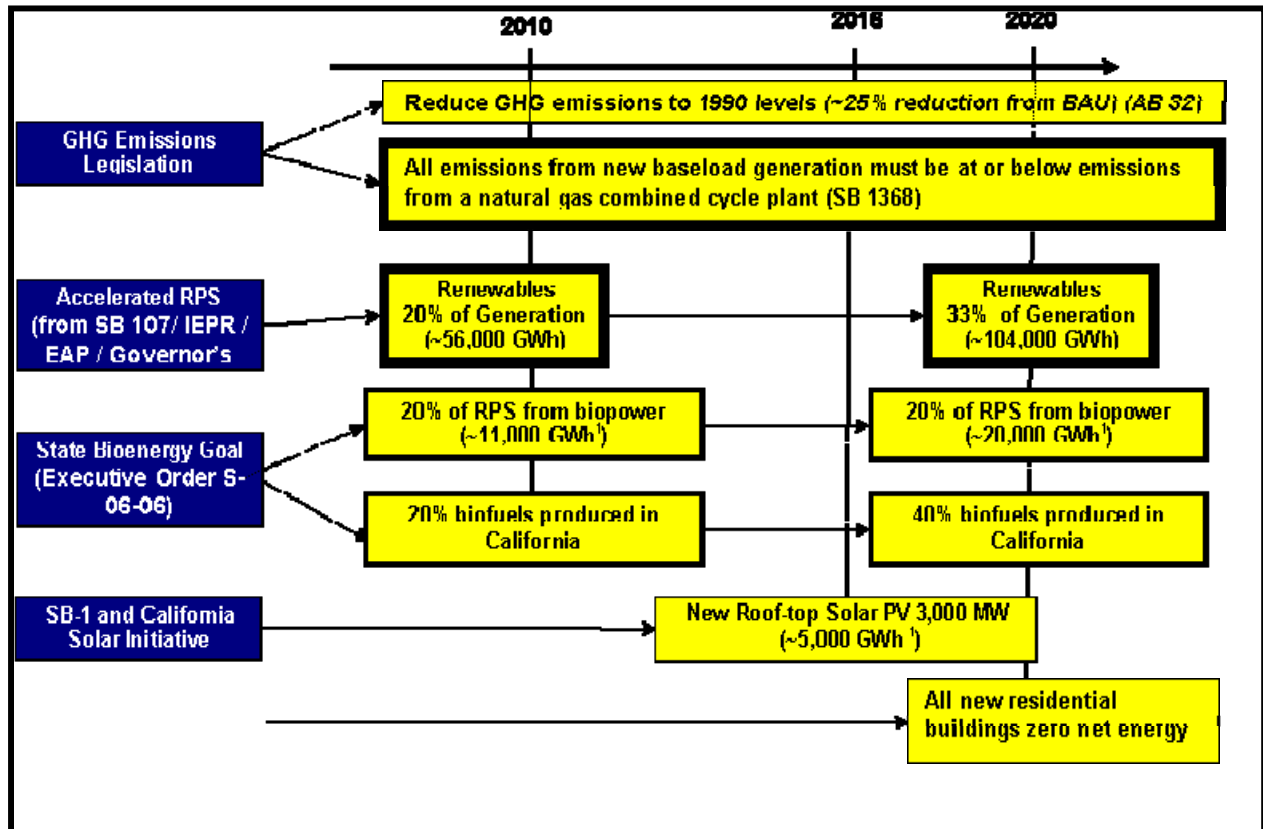 2010
2016
2020
Reduce GHG emissions to 1990 levels (~25% reduction from BAU) (AB 32)
GHG Emissions
Legislation
All emissions from new baseload generation must be at or below emissions
from a natural gas combined cycle plant (SB 1368)
Accelerated RPS
(from SB 107/ IEPR /
EAP / Governor's
Renewables
20% of Generation
(~56,000 GWh)
Renewables
33% of Generation
(~104,000 GWh)
State Bioenergy Goal
(Executive Order S-
06-06)
20% of RPS from biopower
(~11,000 GWh¹)
20% of RPS from biopower
(~20,000 GWh¹)
20% biofuels produced in
California
40% biofuels produced in
California
SB-1 and California
Solar Initiative
New Roof-top Solar PV 3,000 MW
(~5,000 GWh ¹)
All new residential
buildings zero net energy